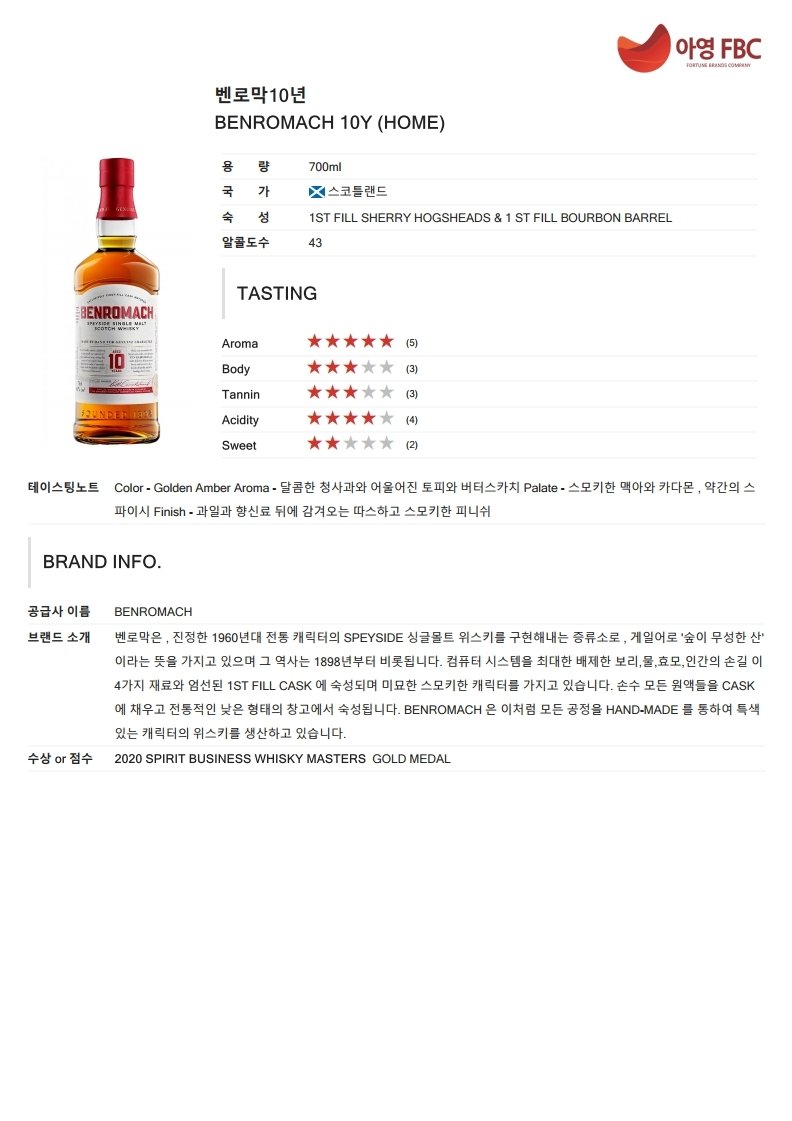 아영 FBC
FORTUNE BRANDS COMPANY
벤로막10년
BENROMACH 10Y (HOME)
용 량 700ml
국 가 스코틀랜드
숙 성 1ST FILL SHERRY HOGSHEADS & 1 ST FILL BOURBON BARREL
알콜도수 43
BENROMACH
SPEYSIDE SINGLE MALT
SCOTCH WHISKY
AGED
10
YEARS
FOUNDED 1898
TASTING
Aroma ★★★★★ (5)
Body ★★★★★ (3)
Tannin ★★★★★ (3)
Acidity ★★★★★ (4)
Sweet ★★★★★ (2)
테이스팅노트 Color - Golden Amber Aroma - 달콤한 청사과와 어울어진 토피와 버터스카치 Palate - 스모키한 맥아와 카다몬 , 약간의 스
파이시 Finish - 과일과 향신료 뒤에 감겨오는 따스하고 스모키한 피니쉬
BRAND INFO.
공급사 이름 BENROMACH
브랜드 소개 벤로막은 , 진정한 1960년대 전통 캐릭터의 SPEYSIDE 싱글몰트 위스키를 구현해내는 증류소로 , 게일어로 '숲이 무성한 산'
이라는 뜻을 가지고 있으며 그 역사는 1898년부터 비롯됩니다. 컴퓨터 시스템을 최대한 배제한 보리,물,효모,인간의 손길 이
4가지 재료와 엄선된 1ST FILL CASK 에 숙성되며 미묘한 스모키한 캐릭터를 가지고 있습니다. 손수 모든 원액들을 CASK
에 채우고 전통적인 낮은 형태의 창고에서 숙성됩니다. BENROMACH 은 이처럼 모든 공정을 HAND-MADE 를 통하여 특색
있는 캐릭터의 위스키를 생산하고 있습니다.
수상 or 점수 2020 SPIRIT BUSINESS WHISKY MASTERS GOLD MEDAL